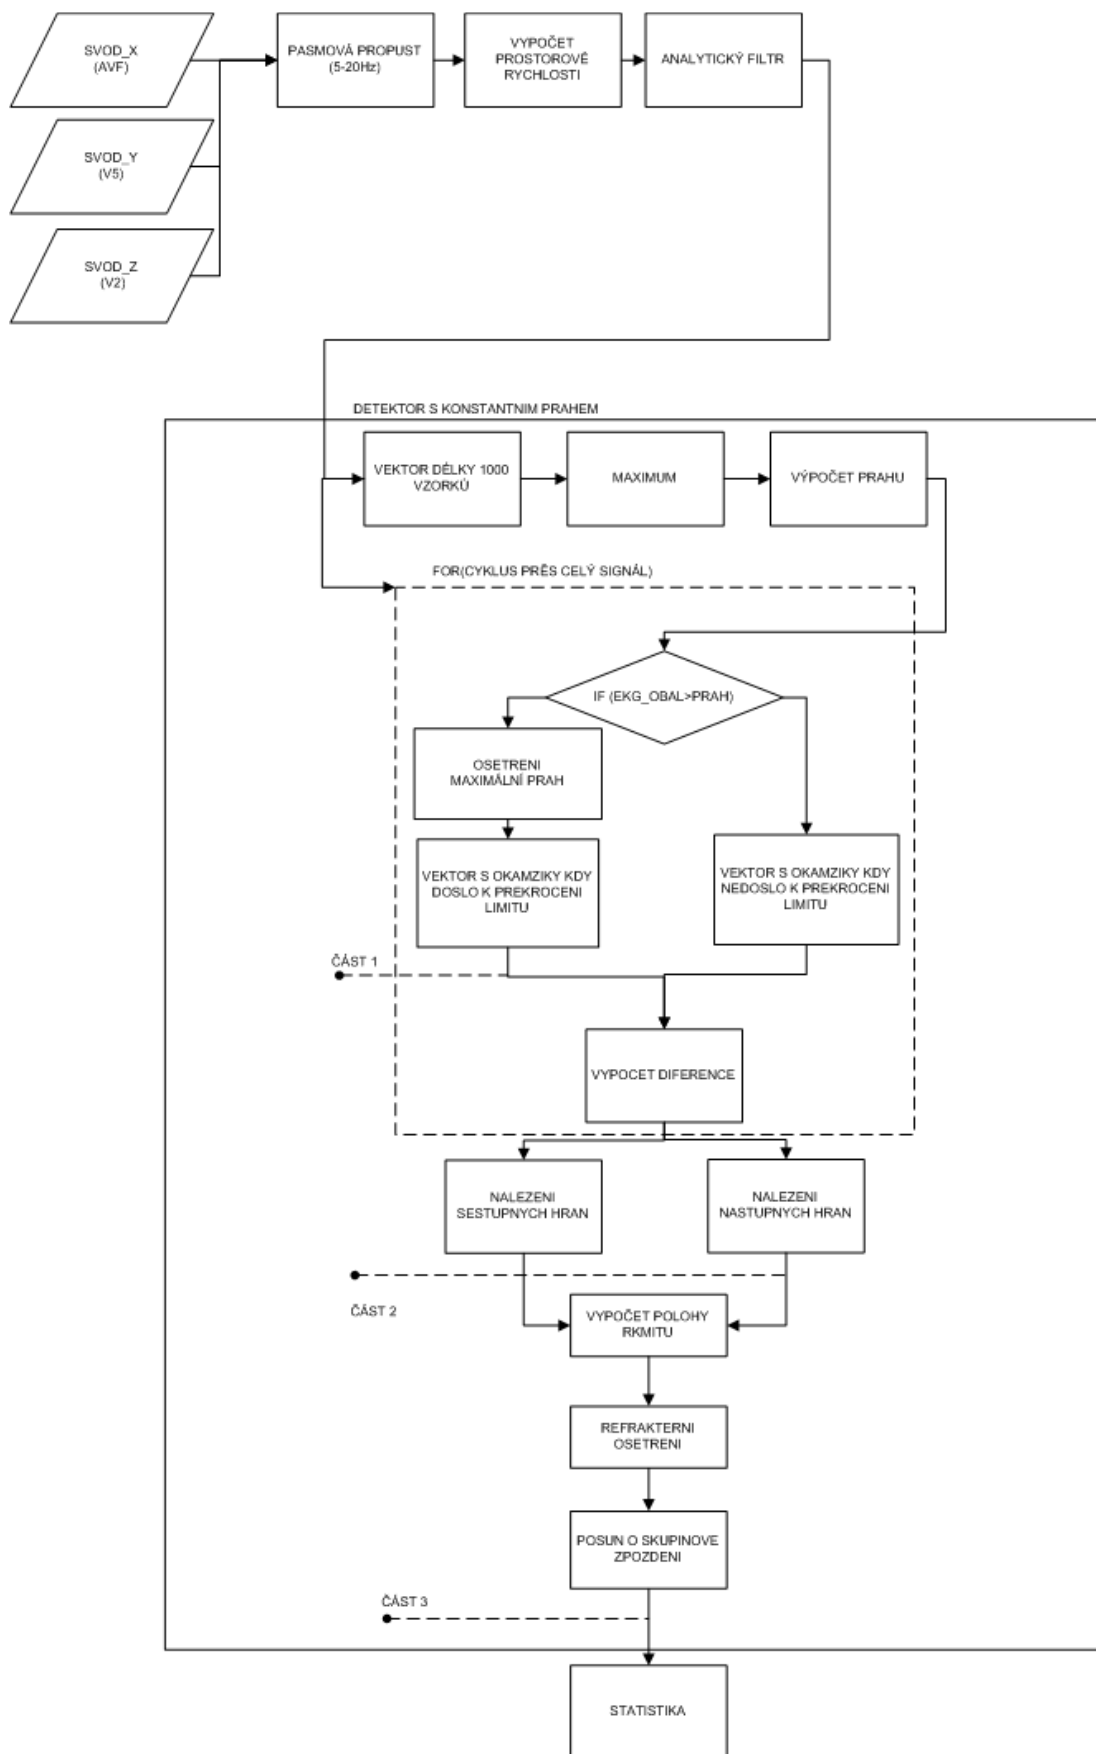 SVOD_X
(AVF)
PASMOVÁ PROPUST
(5-20Hz)
VYPOČET
PROSTOROVÉ
RYCHLOSTI
ANALYTICKÝ FILTR
SVOD_Y
(V5)
SVOD_Z
(V2)
DETEKTOR S KONSTANTNIM PRAHEM
VEKTOR DÉLKY 1000
VZORKŮ
MAXIMUM
VÝPOČET PRAHU
FOR(CYKLUS PRĚS CELÝ SIGNÁL)
IF (EKG_OBAL>PRAH)
OSETRENI
MAXIMÁLNÍ PRAH
VEKTOR S OKAMZIKY KDY
DOSLO K PREKROCENI
LIMITU
VEKTOR S OKAMZIKY KDY
NEDOSLO K PREKROCENI
LIMITU
ČÁST 1
VYPOCET DIFERENCE
NALEZENI
SESTUPNYCH HRAN
NALEZENI
NASTUPNYCH HRAN
ČÁST 2
VYPOČET POLOHY
RKMITU
REFRAKTERNI
OSETRENI
POSUN O SKUPINOVE
ZPOZDENI
ČÁST 3
STATISTIKA